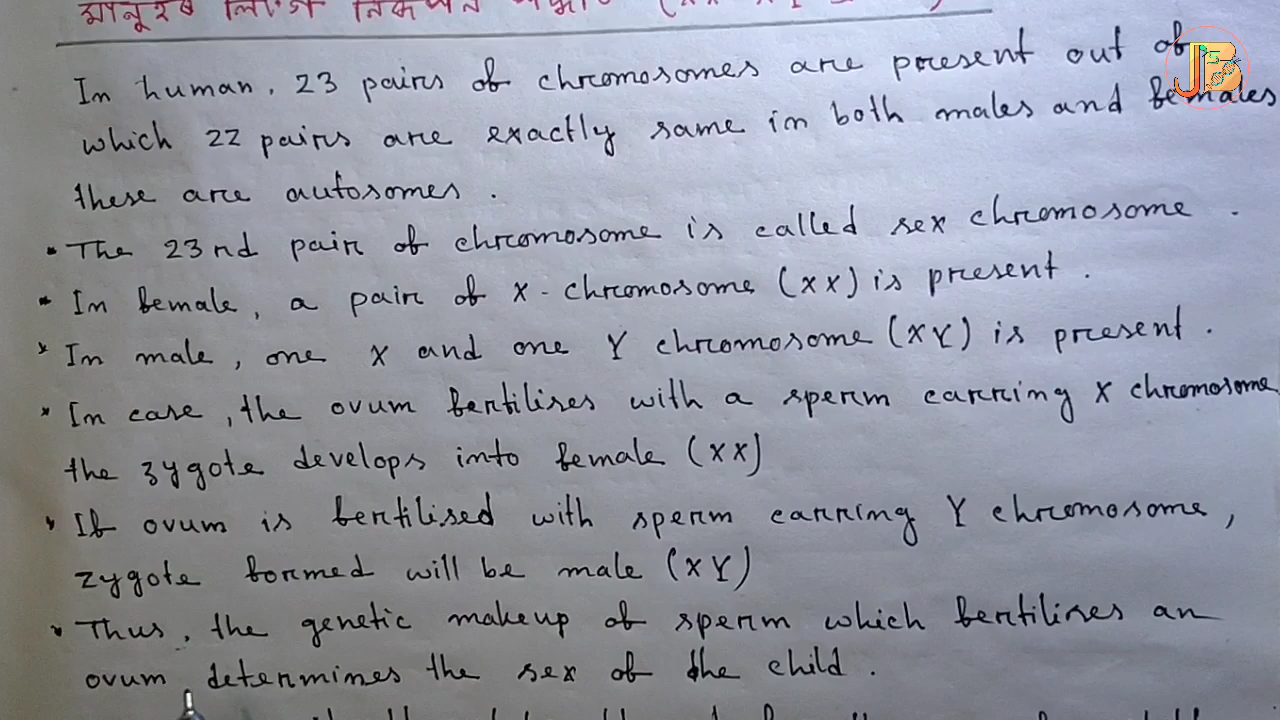 মানুহৰ লিংগ নিৰূপণ
In human, 23 pairs of chromosomes are present out of
which 22 pairs are exactly same in both males and females
these are autosomes.
• The 23nd pair of chromosome is called sex chromosome.
* In female, a pair of X-chromosome (XX) is present.
* In male, one X and one Y chromosome (XY) is present.
* In case, the ovum fertilises with a sperm carring X chromosome
the zygote develops into female (XX)
* If ovum is fertilised with sperm carring Y chromosome,
zygote formed will be male (XY)
* Thus, the genetic makeup of sperm which fertilises an
ovum determines the sex of the child.